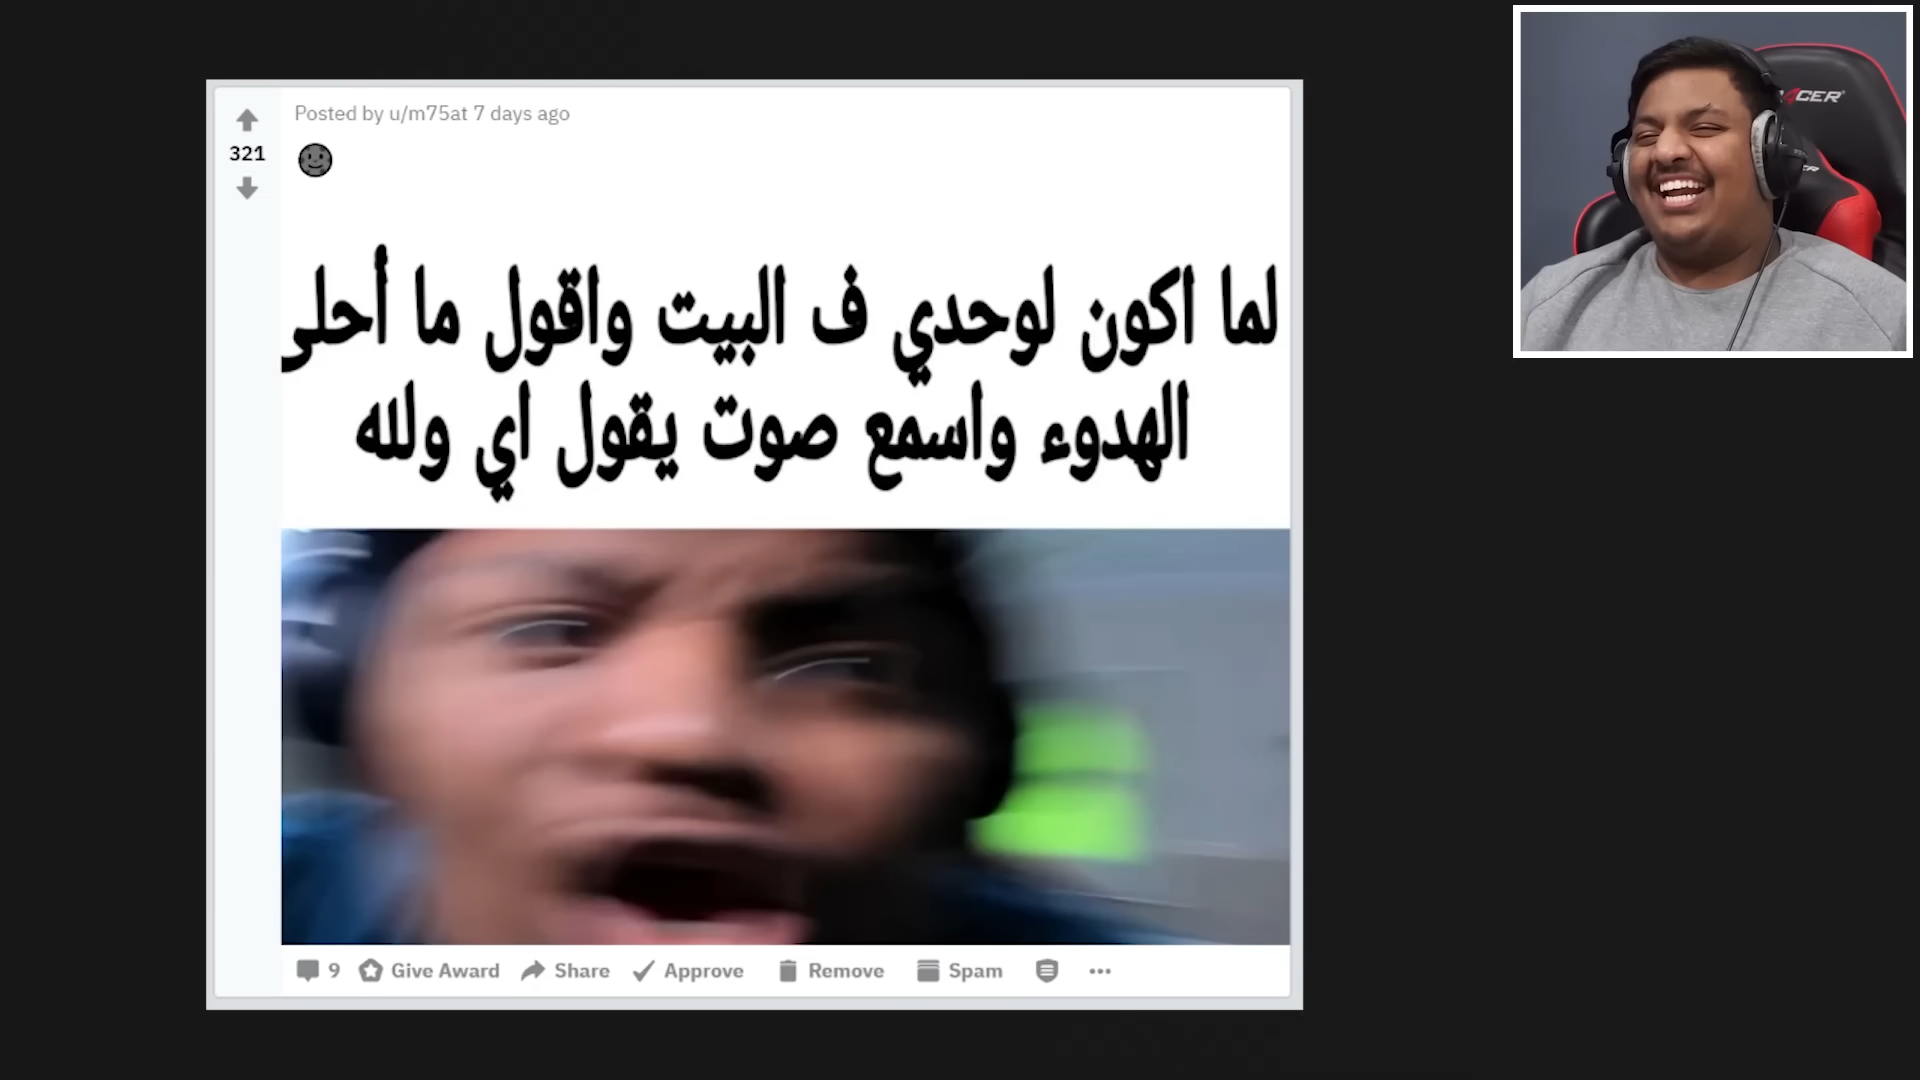 Posted by u/m75at 7 days ago
321
لما اكون لوحدي ف البيت واقول ما أحلى
الهدوء واسمع صوت يقول اي ولله
9 Give Award Share Approve Remove Spam